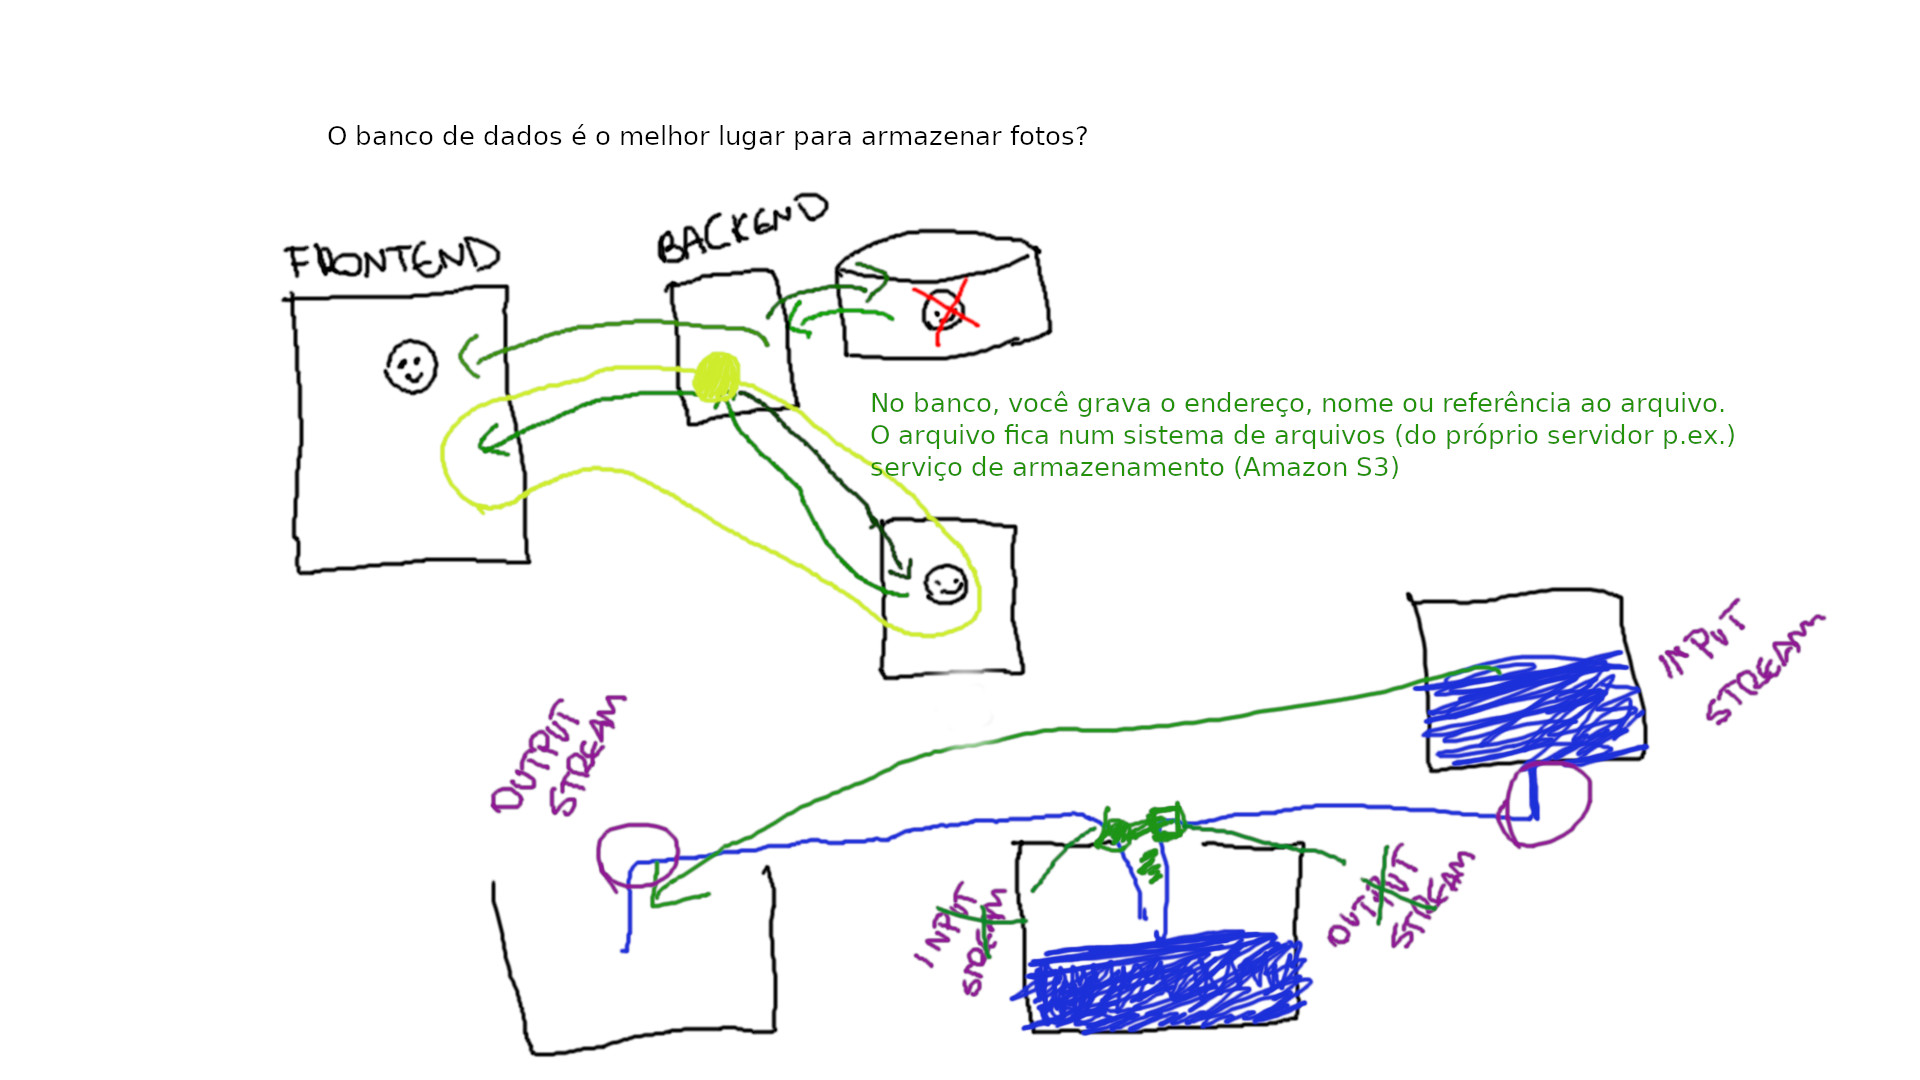 O banco de dados é o melhor lugar para armazenar fotos?
FRONTEND
BACKEND
No banco, você grava o endereço, nome ou referência ao arquivo.
O arquivo fica num sistema de arquivos (do próprio servidor p.ex.)
serviço de armazenamento (Amazon S3)
INPUT
STREAM
OUTPUT
STREAM
INPUT
STREAM
OUTPUT
STREAM